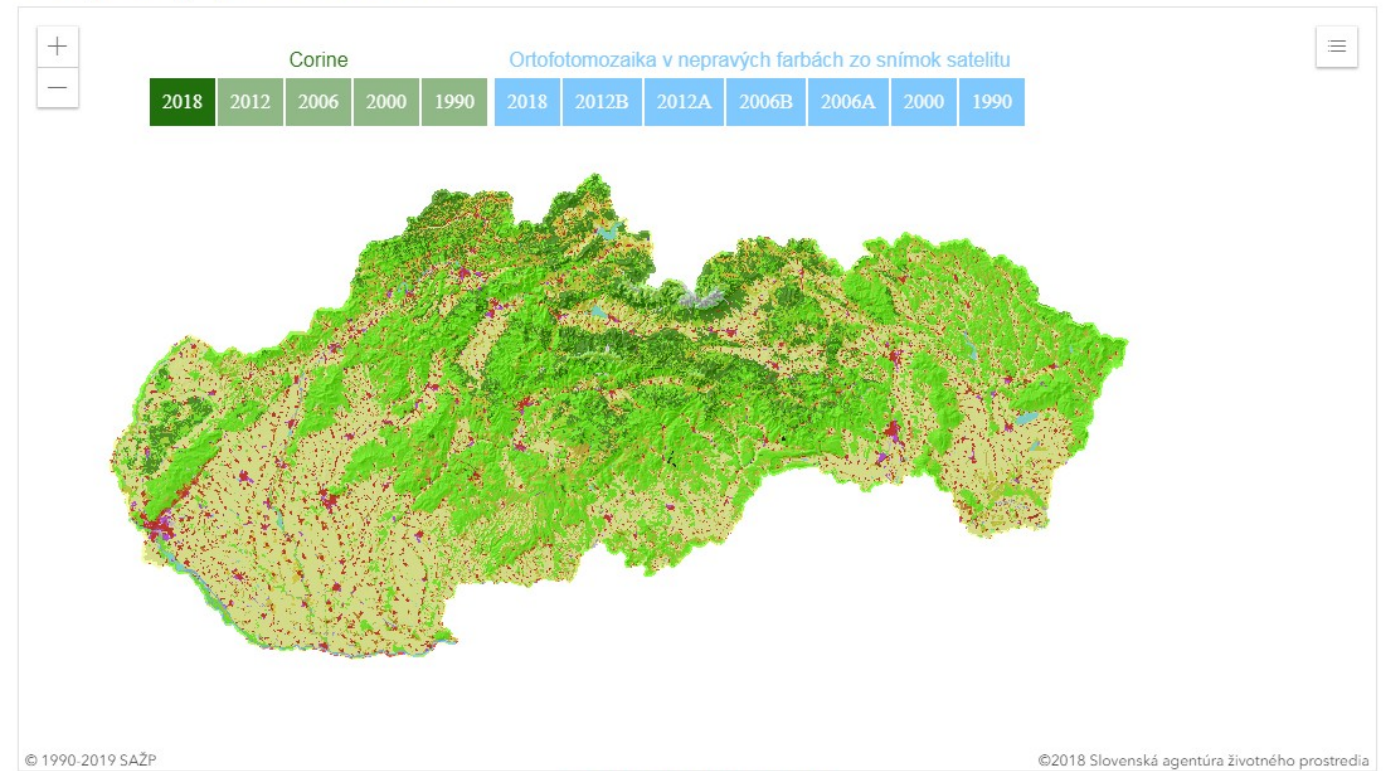 Corine
Ortofotomozaika v nepravých farbách zo snímok satelitu
2018 2012 2006 2000 1990 2018 2012B 2012A 2006B 2006A 2000 1990
© 1990-2019 SAŽP
©2018 Slovenská agentúra životného prostredia